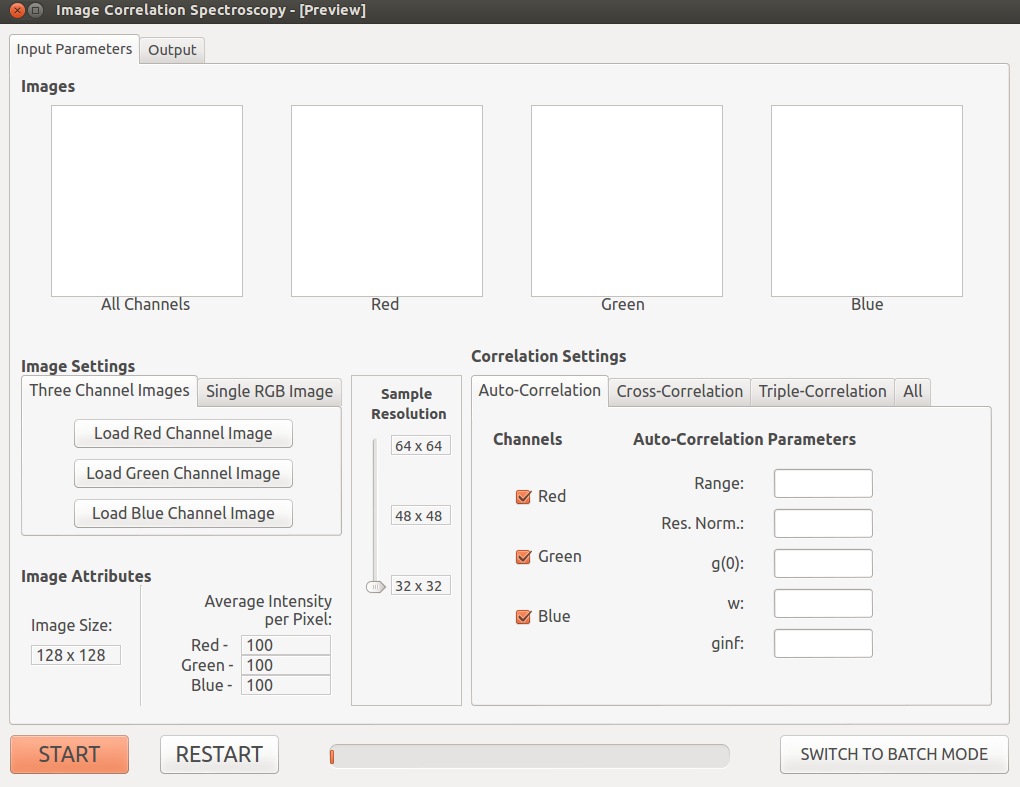 Image Correlation Spectroscopy - [Preview]
Input Parameters
Output
Images
All Channels
Red
Green
Blue
Image Settings
Three Channel Images
Single RGB Image
Load Red Channel Image
Load Green Channel Image
Load Blue Channel Image
Image Attributes
Image Size:
128 x 128
Average Intensity
per Pixel:
Red - 100
Green - 100
Blue - 100
Sample
Resolution
64 x 64
48 x 48
32 x 32
Correlation Settings
Auto-Correlation
Cross-Correlation
Triple-Correlation
All
Channels
Red
Green
Blue
Auto-Correlation Parameters
Range:
Res. Norm.:
g(0):
w:
ginf:
START
RESTART
SWITCH TO BATCH MODE